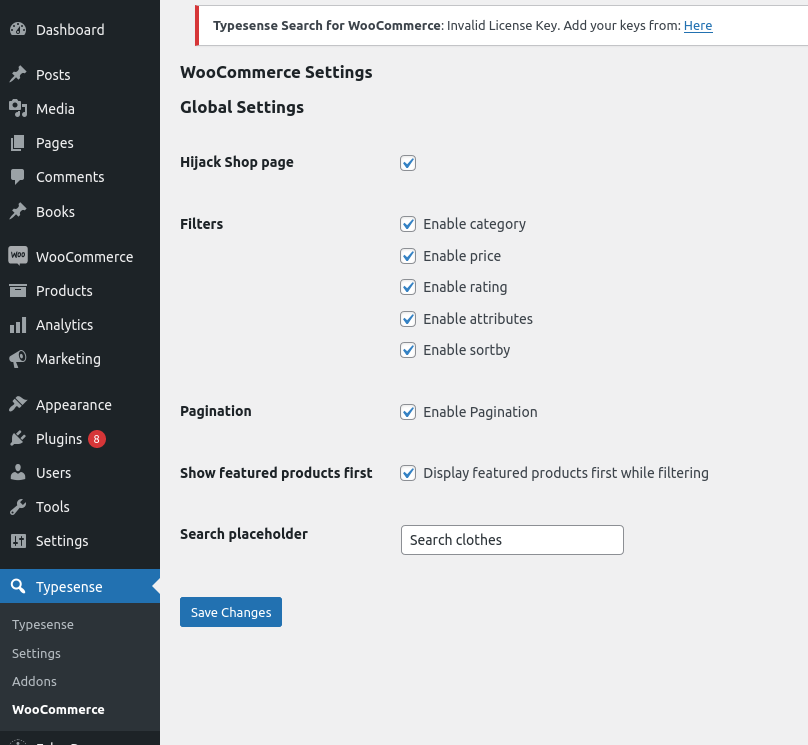 Dashboard
Posts
Media
Pages
Comments
Books
Woo WooCommerce
Products
Analytics
Marketing
Appearance
Plugins 8
Users
Tools
Settings
Typesense
Typesense
Settings
Addons
WooCommerce
Typesense Search for WooCommerce: Invalid License Key. Add your keys from: Here
WooCommerce Settings
Global Settings
Hijack Shop page
Filters
Enable category
Enable price
Enable rating
Enable attributes
Enable sortby
Pagination
Enable Pagination
Show featured products first
Display featured products first while filtering
Search placeholder
Search clothes
Save Changes